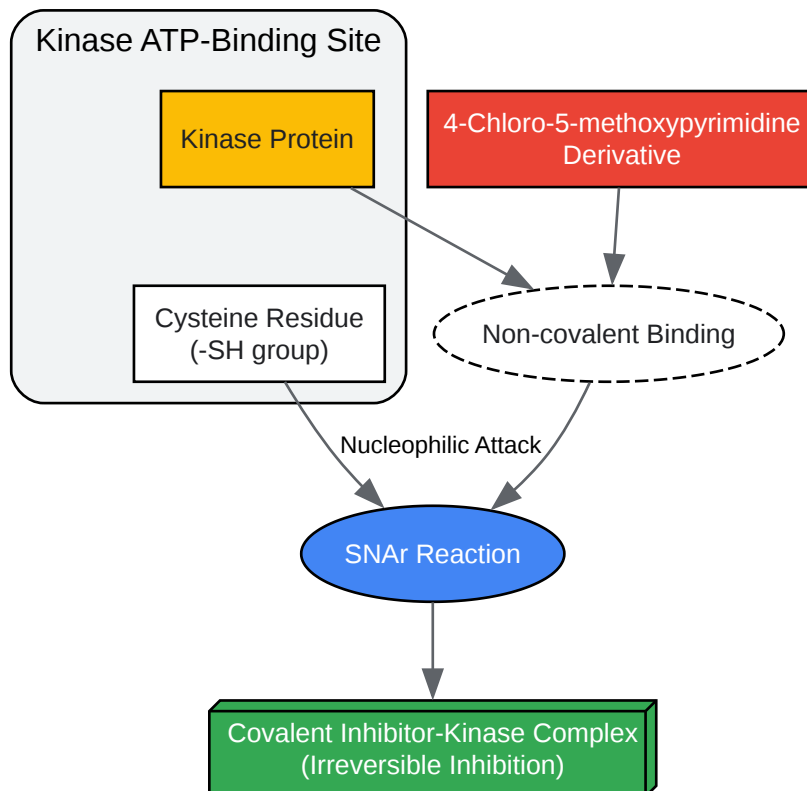 Kinase ATP-Binding Site
Kinase Protein
4-Chloro-5-methoxypyrimidine
Derivative
Cysteine Residue
(-SH group)
Non-covalent Binding
Nucleophilic Attack
SNAr Reaction
Covalent Inhibitor-Kinase Complex
(Irreversible Inhibition)